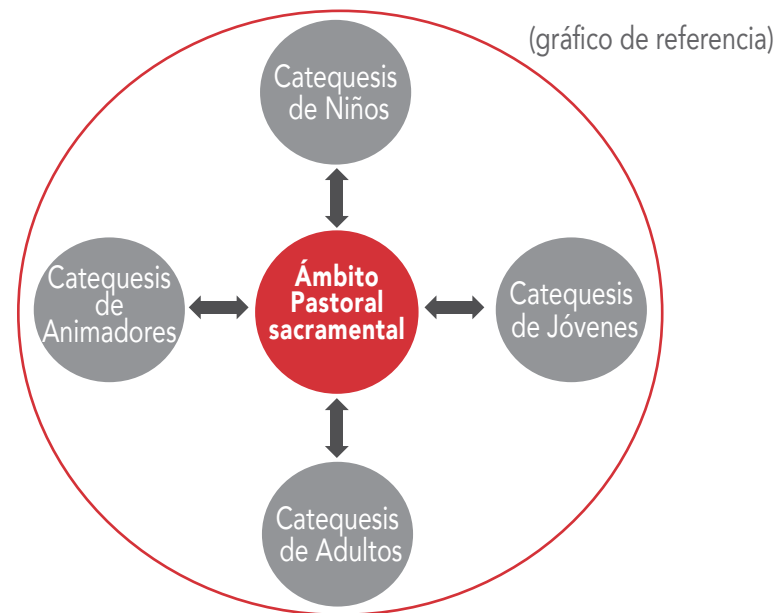 (gráfico de referencia)
Catequesis
de Niños
Catequesis
de
Animadores
Ámbito
Pastoral
sacramental
Catequesis
de Jóvenes
Catequesis
de Adultos